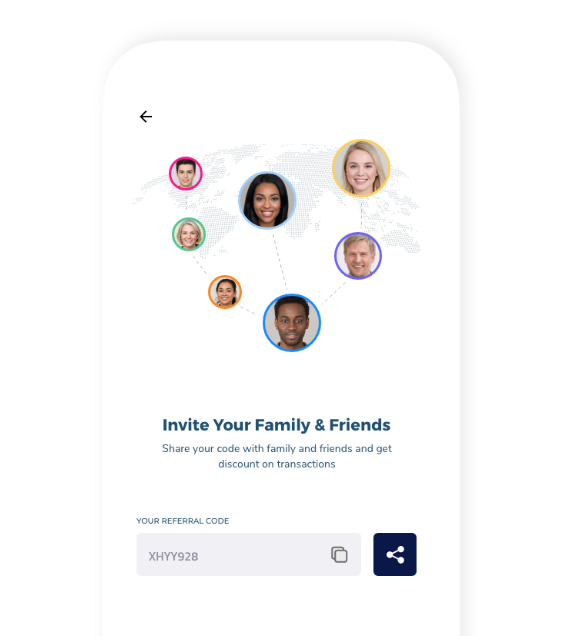 Invite Your Family & Friends
Share your code with family and friends and get
discount on transactions
YOUR REFERRAL CODE
XHYY928